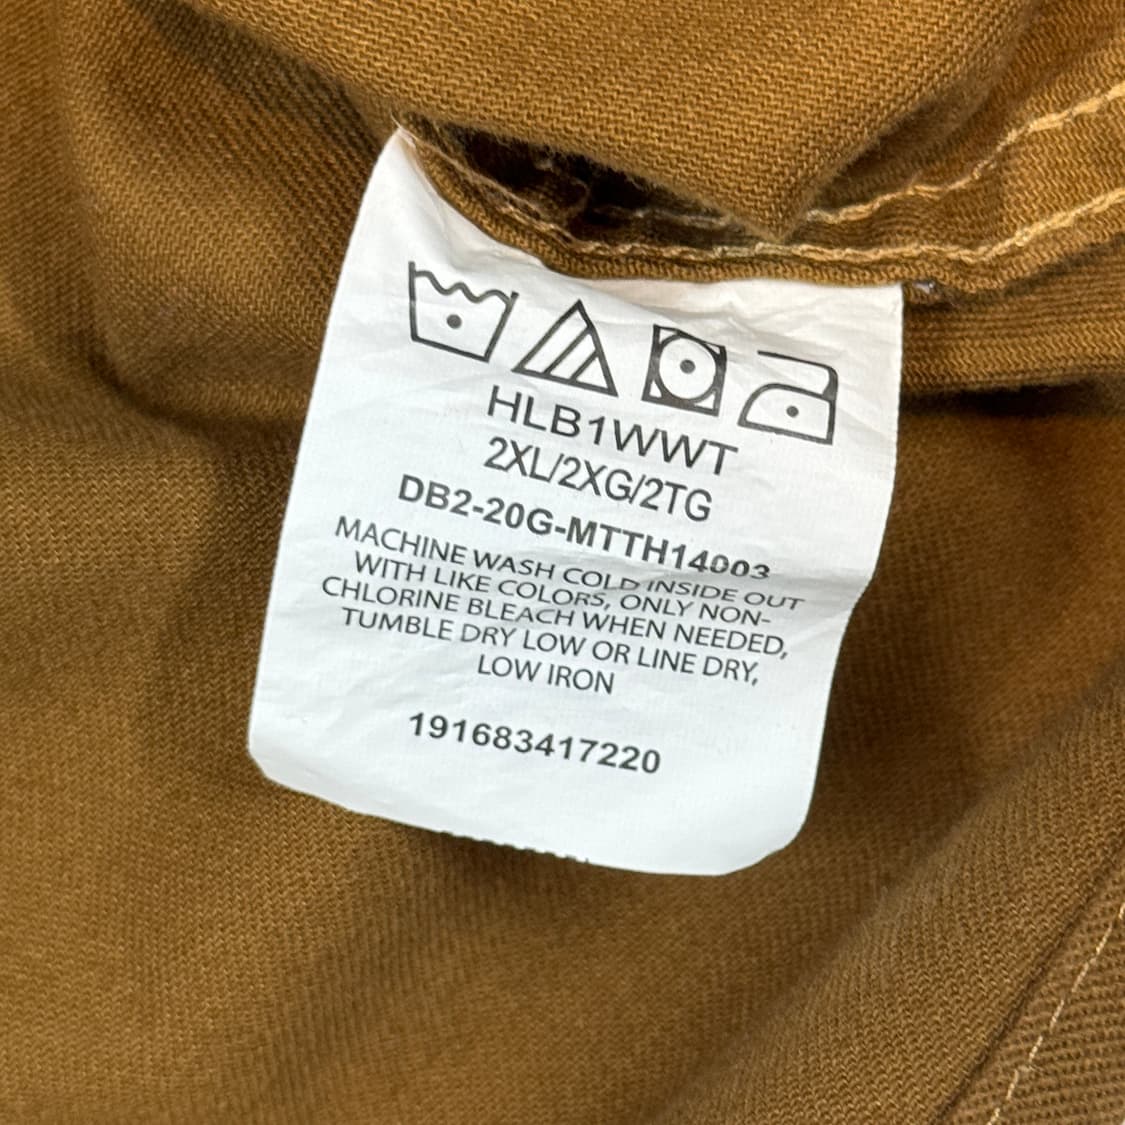 HLB1WWT
2XL/2XG/2TG
DB2-20G-MTTH14003
MACHINE WASH COLD INSIDE OUT
WITH LIKE COLORS, ONLY NON-
CHLORINE BLEACH WHEN NEEDED,
TUMBLE DRY LOW OR LINE DRY,
LOW IRON
191683417220